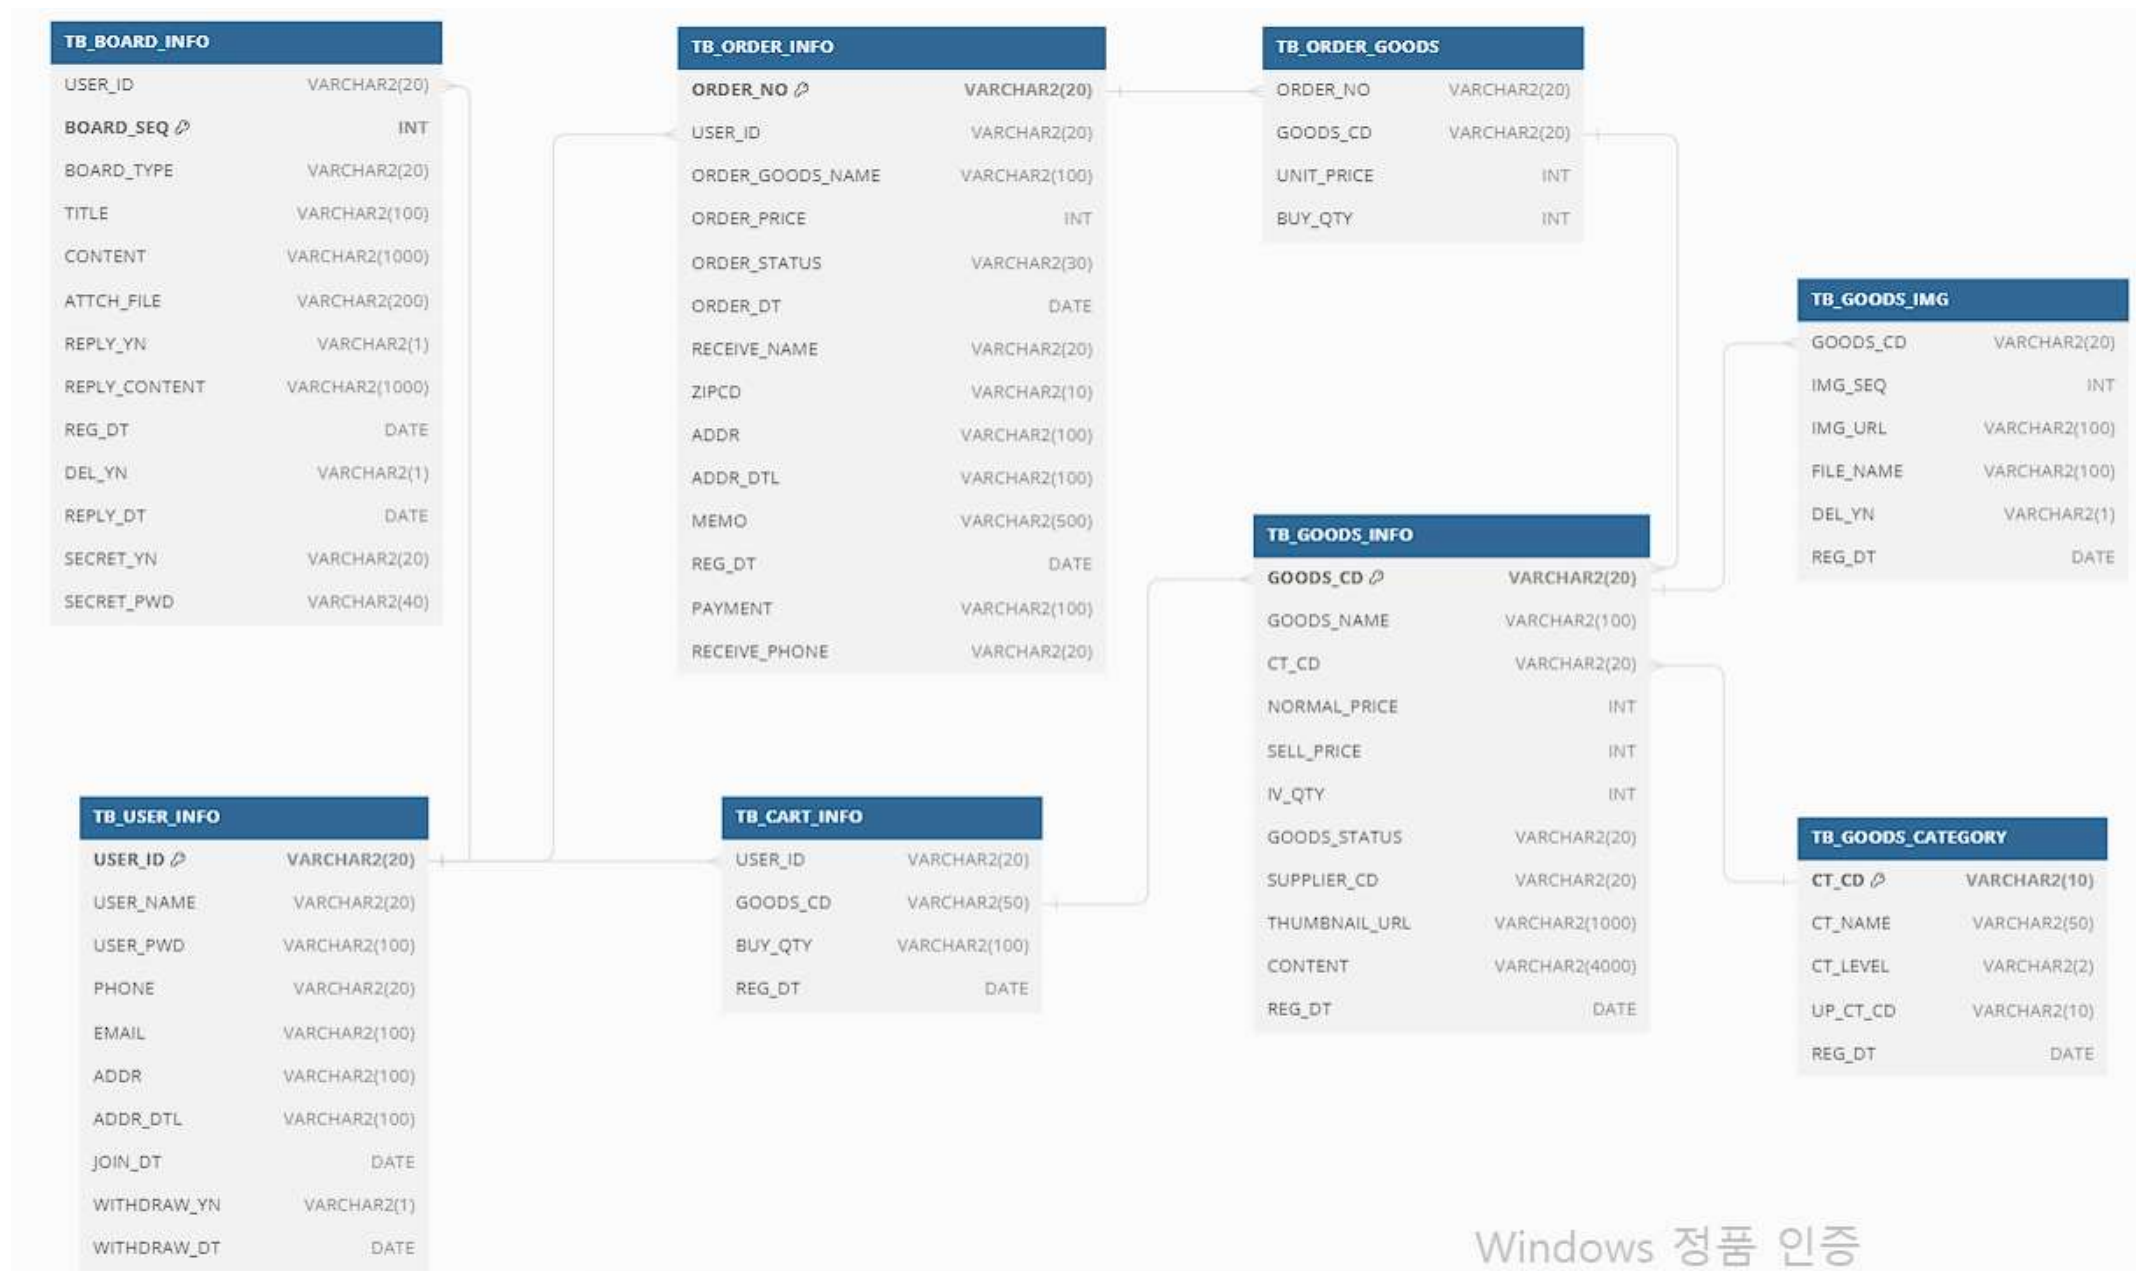 TB_BOARD_INFO
USER_ID VARCHAR2(20)
BOARD_SEQ INT
BOARD_TYPE VARCHAR2(20)
TITLE VARCHAR2(100)
CONTENT VARCHAR2(1000)
ATTCH_FILE VARCHAR2(200)
REPLY_YN VARCHAR2(1)
REPLY_CONTENT VARCHAR2(1000)
REG_DT DATE
DEL_YN VARCHAR2(1)
REPLY_DT DATE
SECRET_YN VARCHAR2(20)
SECRET_PWD VARCHAR2(40)
TB_ORDER_INFO
ORDER_NO VARCHAR2(20)
USER_ID VARCHAR2(20)
ORDER_GOODS_NAME VARCHAR2(100)
ORDER_PRICE INT
ORDER_STATUS VARCHAR2(30)
ORDER_DT DATE
RECEIVE_NAME VARCHAR2(20)
ZIPCD VARCHAR2(10)
ADDR VARCHAR2(100)
ADDR_DTL VARCHAR2(100)
MEMO VARCHAR2(500)
REG_DT DATE
PAYMENT VARCHAR2(100)
RECEIVE_PHONE VARCHAR2(20)
TB_ORDER_GOODS
ORDER_NO VARCHAR2(20)
GOODS_CD VARCHAR2(20)
UNIT_PRICE INT
BUY_QTY INT
TB_GOODS_IMG
GOODS_CD VARCHAR2(20)
IMG_SEQ INT
IMG_URL VARCHAR2(100)
FILE_NAME VARCHAR2(100)
DEL_YN VARCHAR2(1)
REG_DT DATE
TB_GOODS_INFO
GOODS_CD VARCHAR2(20)
GOODS_NAME VARCHAR2(100)
CT_CD VARCHAR2(20)
NORMAL_PRICE INT
SELL_PRICE INT
IV_QTY INT
GOODS_STATUS VARCHAR2(20)
SUPPLIER_CD VARCHAR2(20)
THUMBNAIL_URL VARCHAR2(1000)
CONTENT VARCHAR2(4000)
REG_DT DATE
TB_USER_INFO
USER_ID VARCHAR2(20)
USER_NAME VARCHAR2(20)
USER_PWD VARCHAR2(100)
PHONE VARCHAR2(20)
EMAIL VARCHAR2(100)
ADDR VARCHAR2(100)
ADDR_DTL VARCHAR2(100)
JOIN_DT DATE
WITHDRAW_YN VARCHAR2(1)
WITHDRAW_DT DATE
TB_CART_INFO
USER_ID VARCHAR2(20)
GOODS_CD VARCHAR2(50)
BUY_QTY VARCHAR2(100)
REG_DT DATE
TB_GOODS_CATEGORY
CT_CD VARCHAR2(10)
CT_NAME VARCHAR2(50)
CT_LEVEL VARCHAR2(2)
UP_CT_CD VARCHAR2(10)
REG_DT DATE
Windows 정품 인증